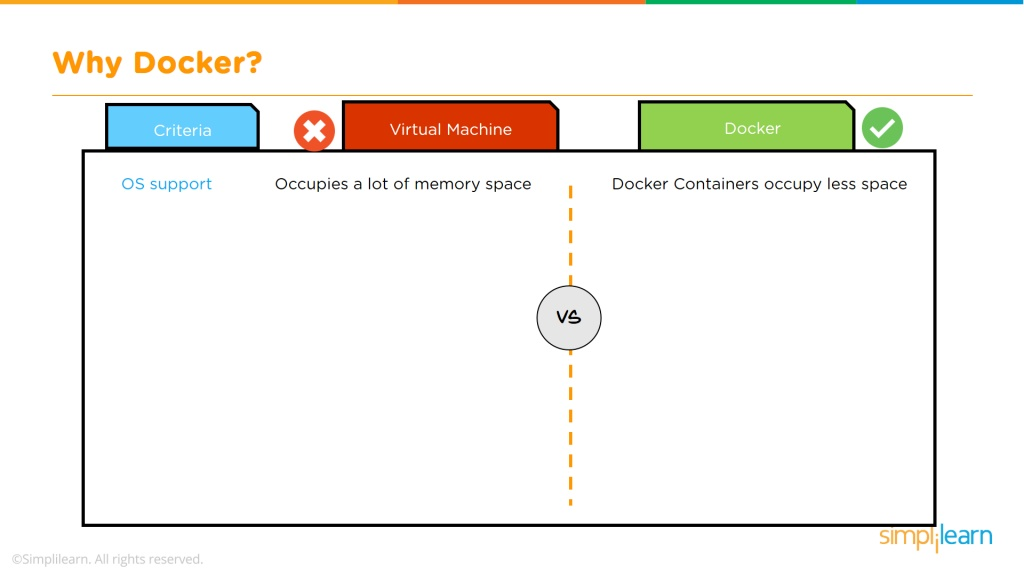 Why Docker?
Criteria
Virtual Machine
Docker
OS support
Occupies a lot of memory space
Docker Containers occupy less space
VS
simplilearn
©Simplilearn. All rights reserved.